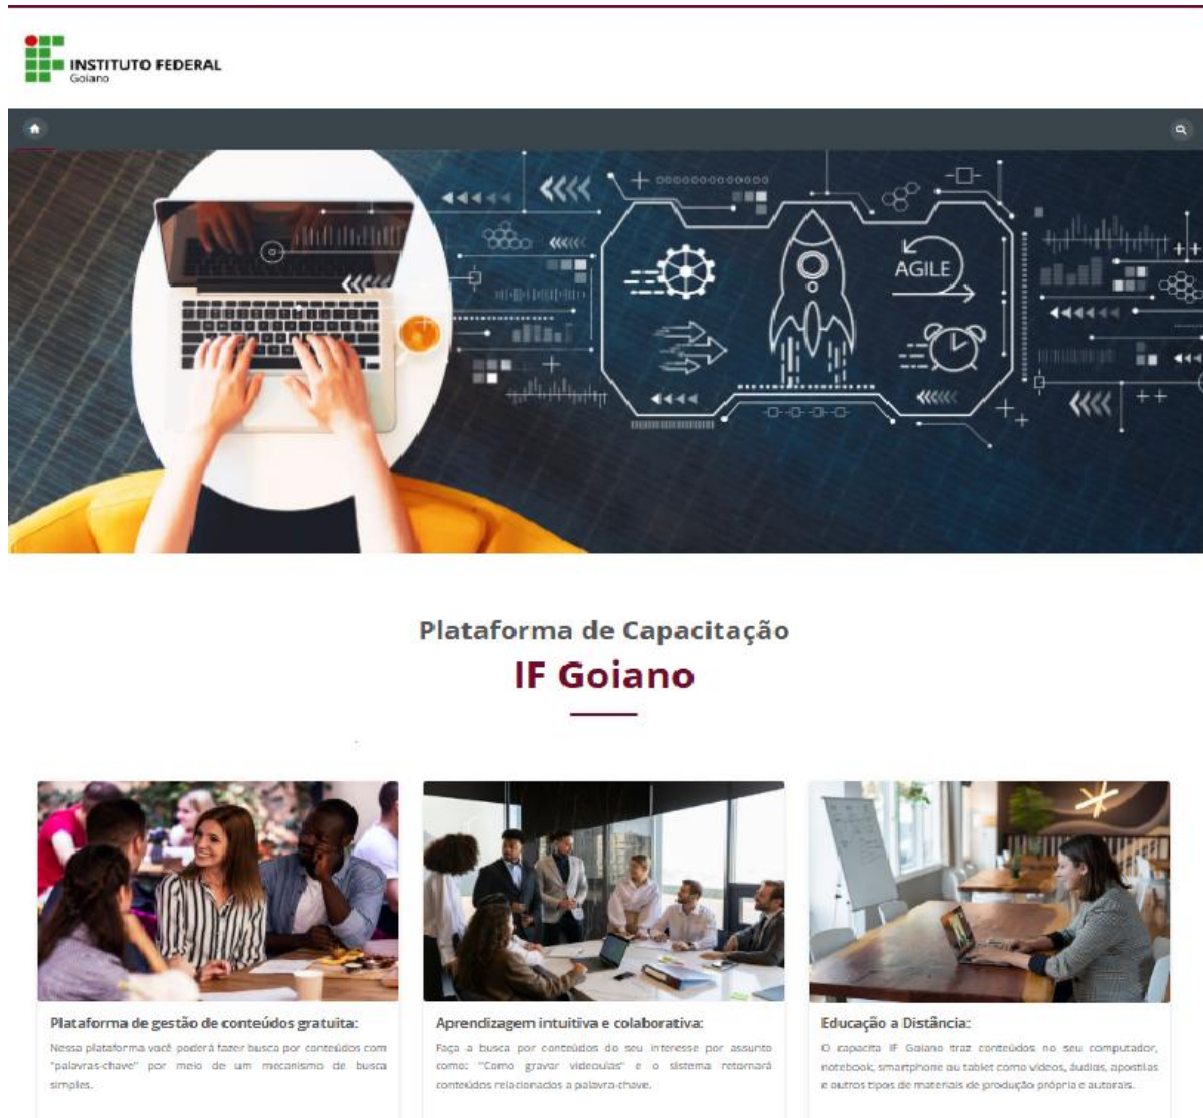 INSTITUTO FEDERAL
Goiano
AGILE
Plataforma de Capacitação
IF Goiano
Plataforma de gestão de conteúdos gratuita:
Nessa plataforma você poderá fazer busca por conteúdos com
"palavras-chave" por meio de um mecanismo de busca
simples.
Aprendizagem intuitiva e colaborativa:
Faça a busca por conteúdos do seu interesse por assunto
como: "Como gravar videoulas" e o sistema retornará
conteúdos relacionados a palavra-chave.
Educação a Distância:
O capacita IF Goiano traz conteúdos no seu computador,
notebook, smartphone ou tablet como vídeos, áudios, apostilas
e outros tipos de materiais de produção própria e autorais.